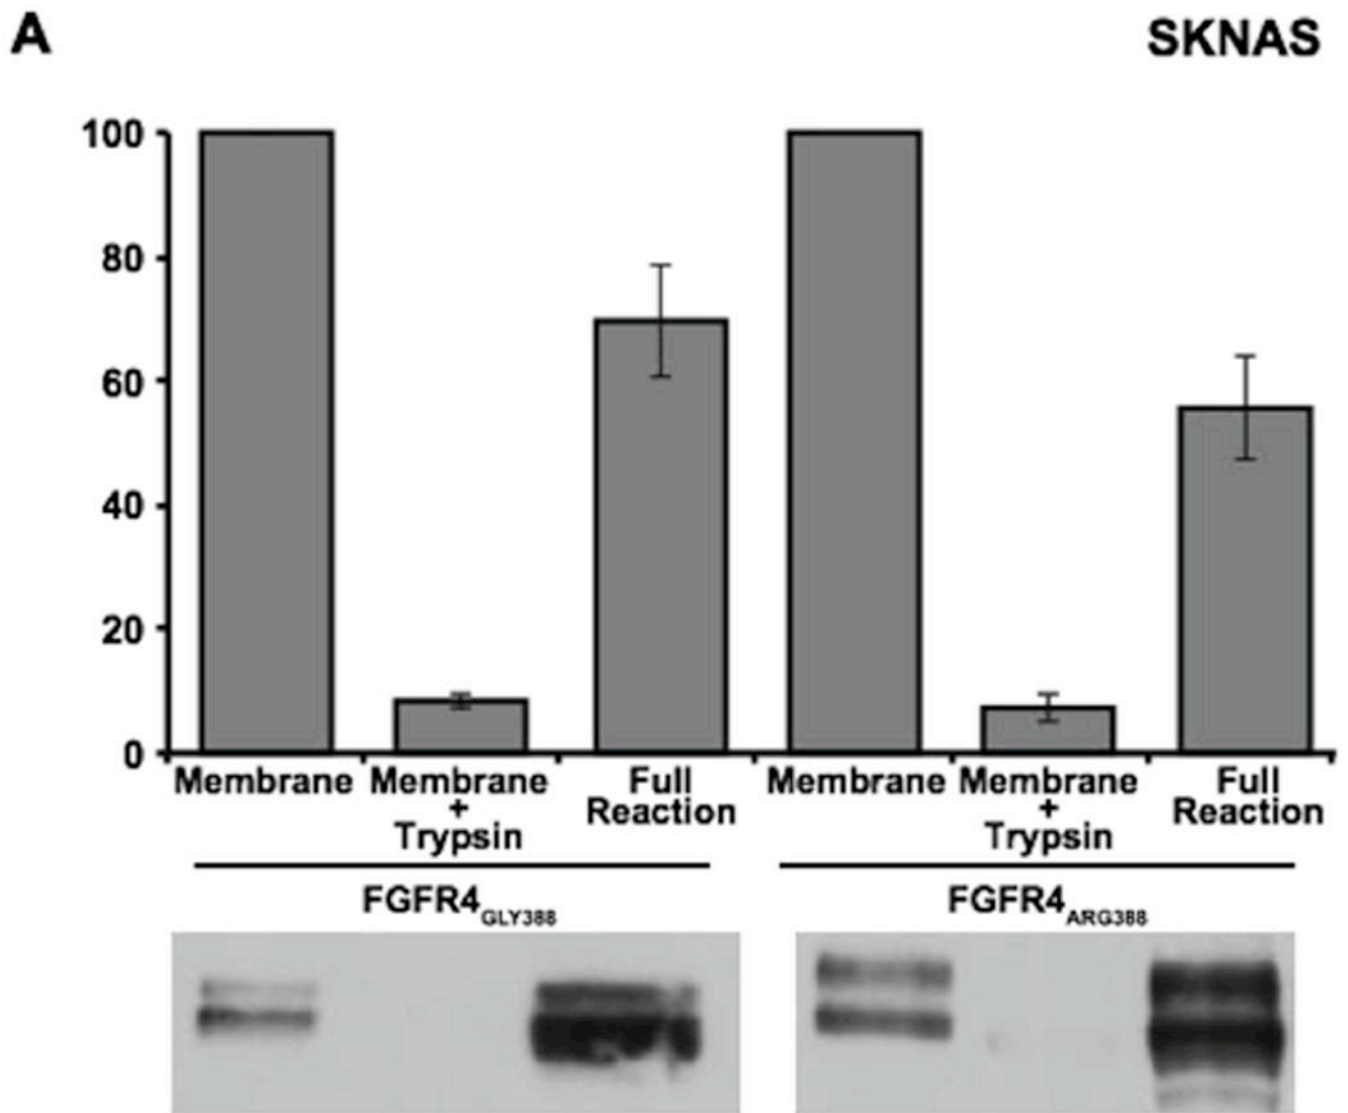 A
SKNAS
100
80
60
40
20
0
Membrane
Membrane
+
Trypsin
Full
Reaction
Membrane
Membrane
+
Trypsin
Full
Reaction
FGFR4GLY388
FGFR4ARG388